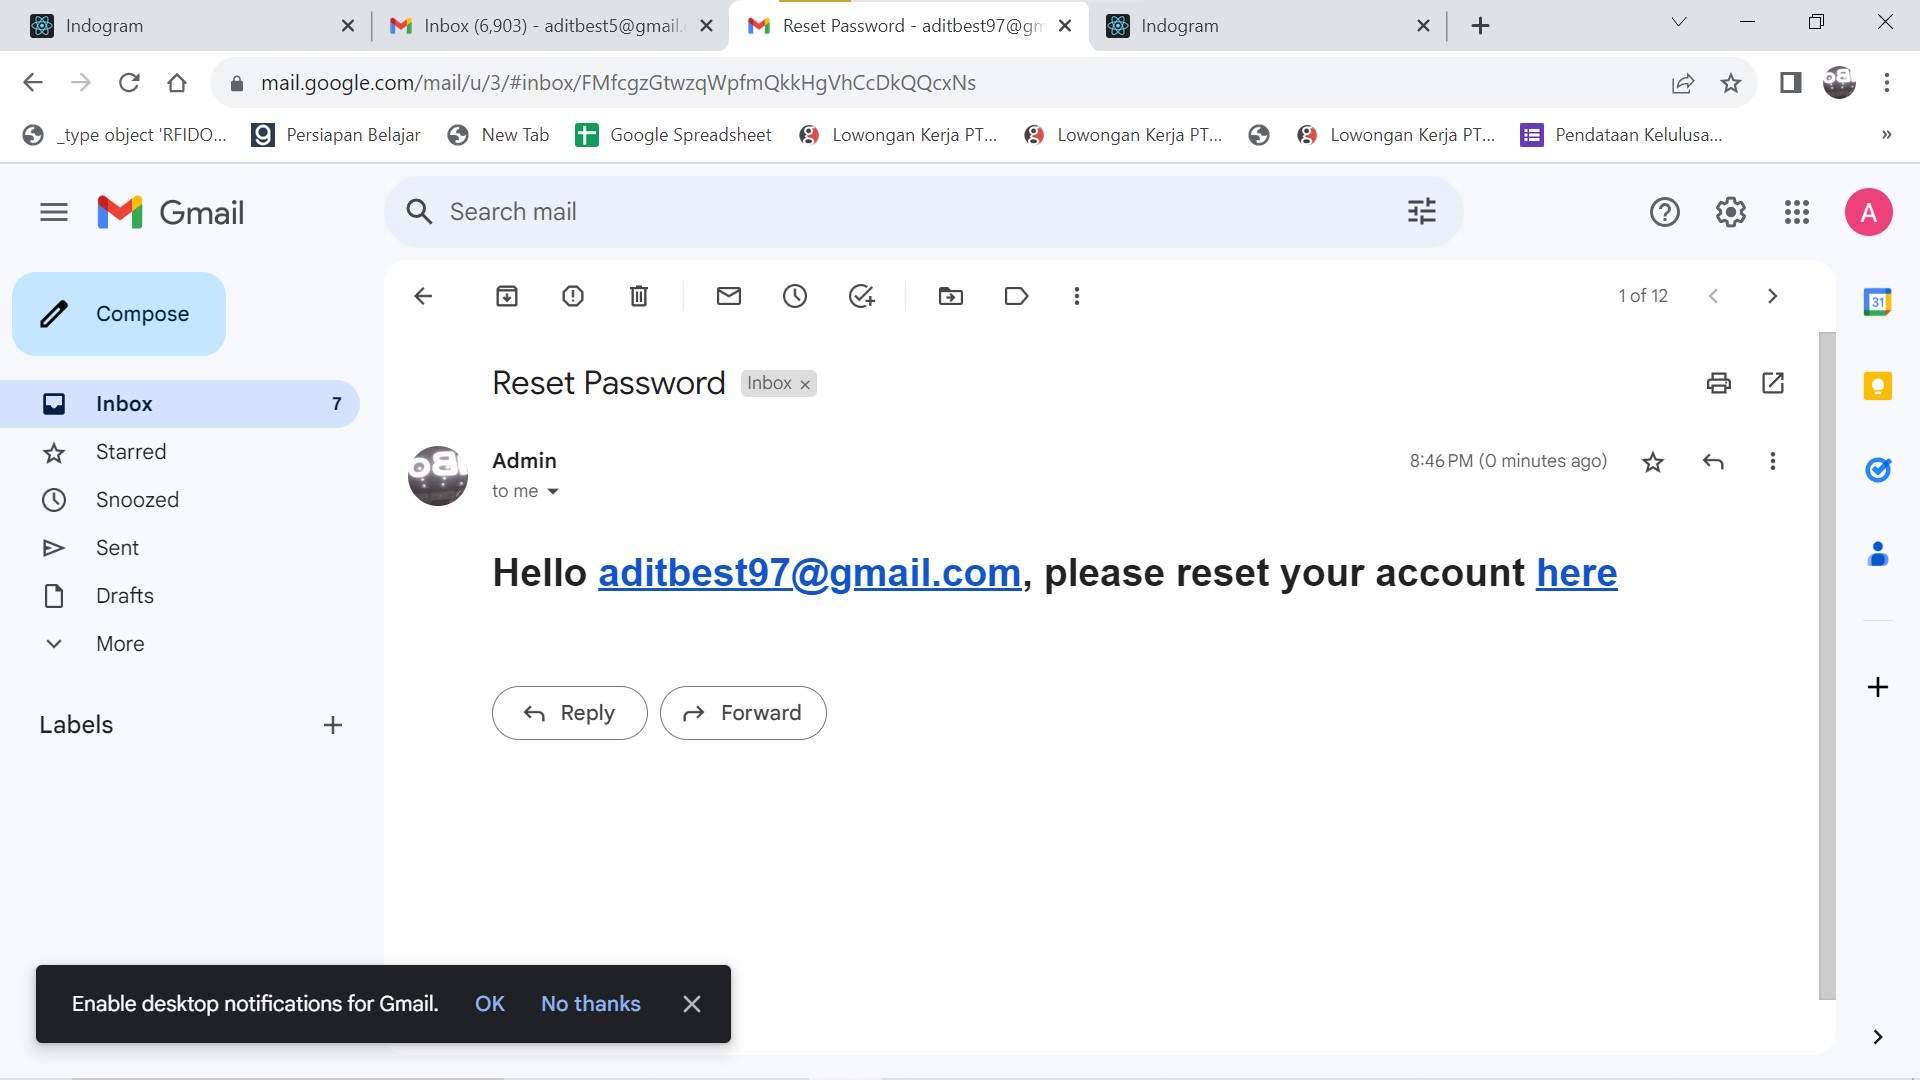 Indogram
Inbox (6,903) - aditbest5@gmail.
Reset Password - aditbest97@gm
Indogram
mail.google.com/mail/u/3/#inbox/FMfcgzGtwzqWpfmQkkHgVhCcDkQQcxNs
_type object 'RFIDO...
Persiapan Belajar
New Tab
Google Spreadsheet
Lowongan Kerja PT...
Lowongan Kerja PT...
Lowongan Kerja PT...
Pendataan Kelulusa...
»
Gmail
Search mail
A
Compose
1 of 12
31
Inbox 7
Starred
Snoozed
Sent
Drafts
More
Labels
Reset Password
Inbox ×
Admin
8:46 PM (0 minutes ago)
to me
Hello aditbest97@gmail.com, please reset your account here
Reply
Forward
Enable desktop notifications for Gmail. OK No thanks